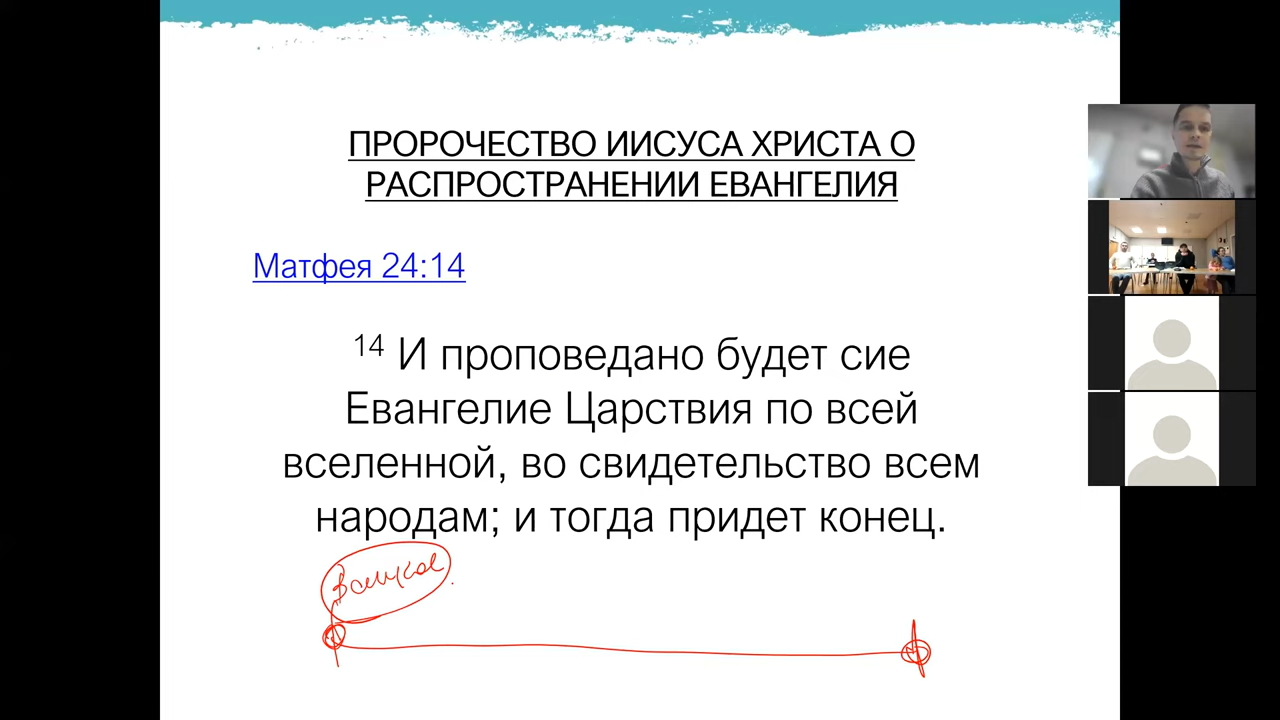 ПРОРОЧЕСТВО ИИСУСА ХРИСТА О
РАСПРОСТРАНЕНИИ ЕВАНГЕЛИЯ
Матфея 24:14
14 И проповедано будет сие
Евангелие Царствия по всей
вселенной, во свидетельство всем
народам; и тогда придет конец.